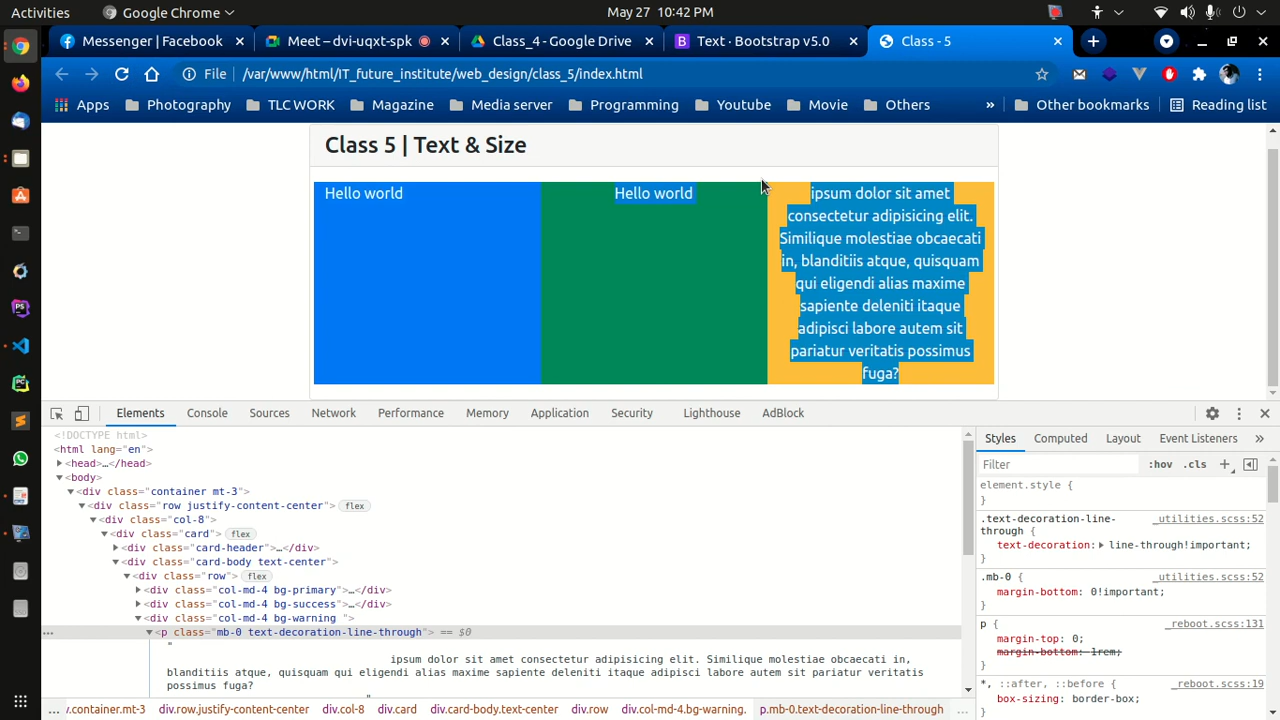 Activities
Google Chrome
May 27 10:42 PM
Messenger | Facebook
Meet – dvi-uqxt-spk
Class_4 - Google Drive
Text · Bootstrap v5.0
Class - 5
File
/var/www/html/IT_future_institute/web_design/class_5/index.html
Apps
Photography
TLC WORK
Magazine
Media server
Programming
Youtube
Movie
Others
»
Other bookmarks
Reading list
Class 5 | Text & Size
Hello world
Hello world
ipsum dolor sit amet
consectetur adipisicing elit.
Similique molestiae obcaecati
in, blanditiis atque, quisquam
qui eligendi alias maxime
sapiente deleniti itaque
adipisci labore autem sit
pariatur veritatis possimus
fuga?
Elements
Console
Sources
Network
Performance
Memory
Application
Security
Lighthouse
AdBlock
<!DOCTYPE html>
<html lang="en">
<head>…</head>
<body>
<div class="container mt-3">
<div class="row justify-content-center"> flex
<div class="col-8">
<div class="card"> flex
<div class="card-header">…</div>
<div class="card-body text-center">
<div class="row"> flex
<div class="col-md-4 bg-primary">…</div>
<div class="col-md-4 bg-success">…</div>
<div class="col-md-4 bg-warning ">
… <p class="mb-0 text-decoration-line-through"> == $0
"
ipsum dolor sit amet consectetur adipisicing elit. Similique molestiae obcaecati in,
blanditiis atque, quisquam qui eligendi alias maxime sapiente deleniti itaque adipisci labore autem sit pariatur veritatis
possimus fuga?
"
… v.container.mt-3 div.row.justify-content-center div.col-8 div.card div.card-body.text-center div.row div.col-md-4.bg-warning. p.mb-0.text-decoration-line-through …
Styles
Computed
Layout
Event Listeners
»
Filter
:hov .cls +
element.style {
}
.text-decoration-line- _utilities.scss:52
through {
text-decoration: line-through!important;
}
.mb-0 { _utilities.scss:52
margin-bottom: 0!important;
}
p { _reboot.scss:131
margin-top: 0;
margin-bottom: 1rem;
}
*, ::after, ::before { _reboot.scss:19
box-sizing: border-box;
}